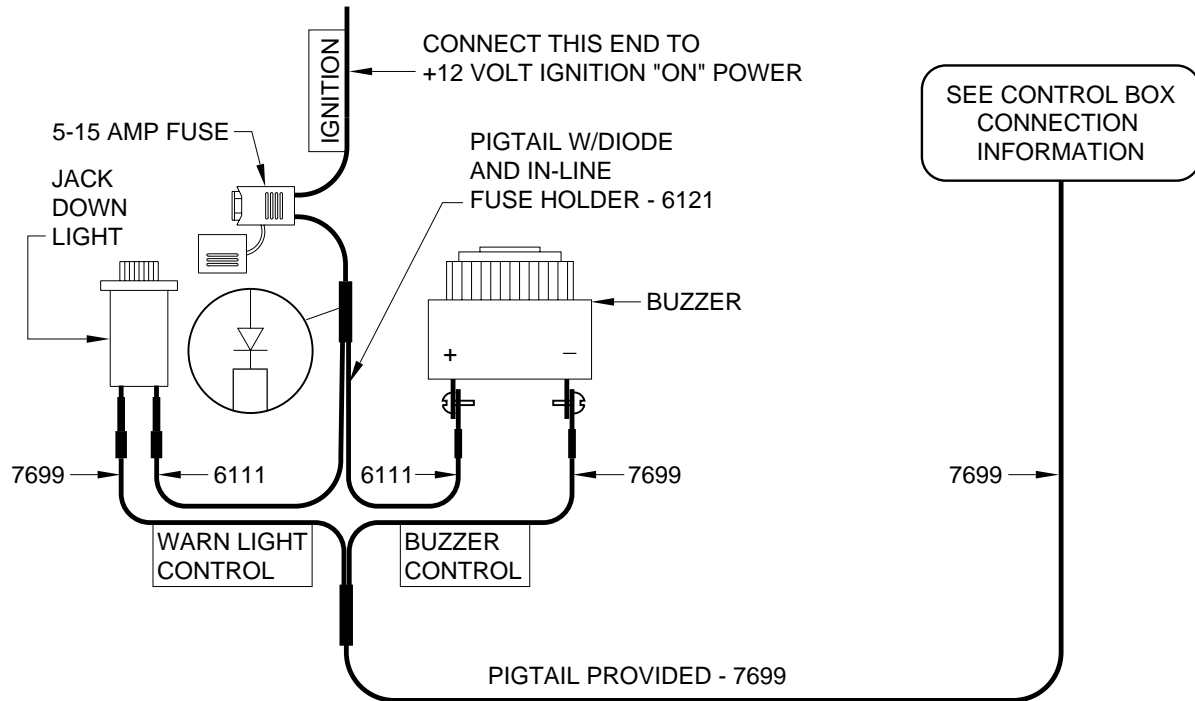 IGNITION
CONNECT THIS END TO
+12 VOLT IGNITION "ON" POWER
SEE CONTROL BOX
CONNECTION
INFORMATION
5-15 AMP FUSE
PIGTAIL W/DIODE
AND IN-LINE
FUSE HOLDER - 6121
JACK
DOWN
LIGHT
BUZZER
+
−
7699
6111
6111
7699
7699
WARN LIGHT
CONTROL
BUZZER
CONTROL
PIGTAIL PROVIDED - 7699